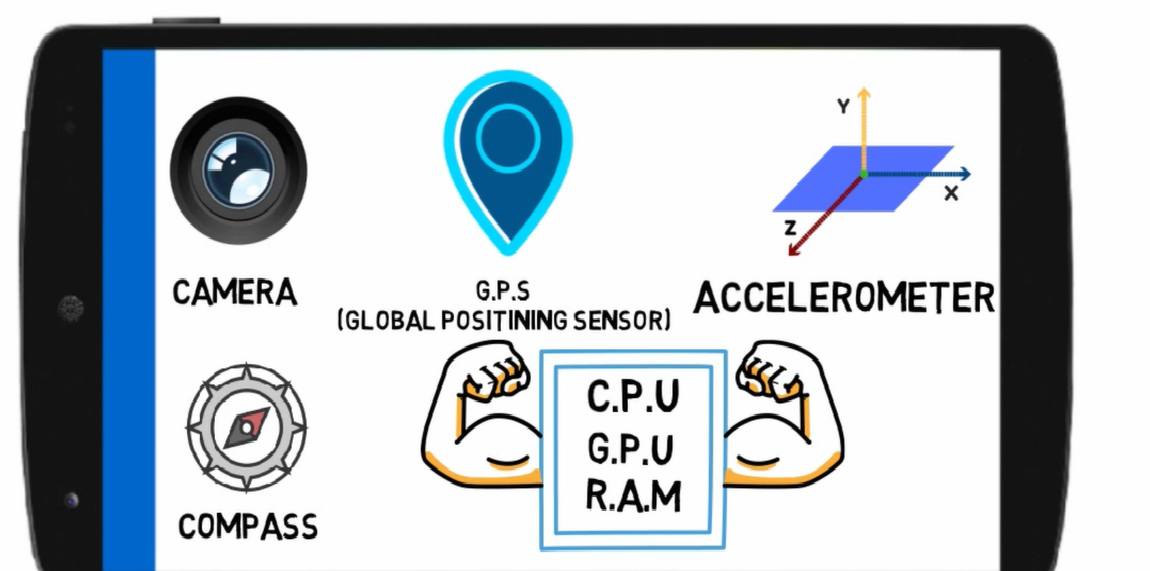 Y
X
Z
CAMERA
G.P.S
(GLOBAL POSITINING SENSOR)
ACCELEROMETER
C.P.U
G.P.U
R.A.M
COMPASS